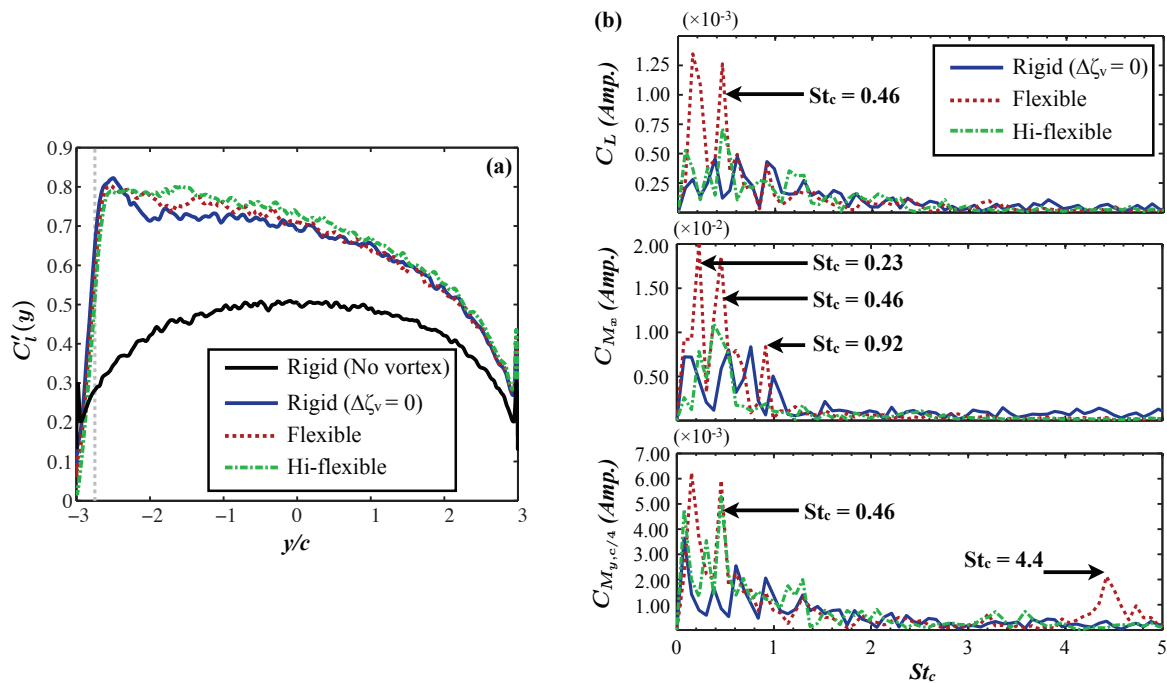 (a)
C′l(y)
0.9
0.8
0.7
0.6
0.5
0.4
0.3
0.2
0.1
0
Rigid (No vortex)
Rigid (Δζv = 0)
Flexible
Hi-flexible
−3 −2 −1 0 1 2 3
y/c
(b)
(×10-3)
CL (Amp.)
1.25
1.00
0.75
0.50
0.25
Stc = 0.46
Rigid (Δζv = 0)
Flexible
Hi-flexible
(×10-2)
CMx (Amp.)
2.00
1.50
1.00
0.50
Stc = 0.23
Stc = 0.46
Stc = 0.92
(×10-3)
CMy,c/4 (Amp.)
7.00
6.00
5.00
4.00
3.00
2.00
1.00
Stc = 0.46
Stc = 4.4
0 1 2 3 4 5
Stc